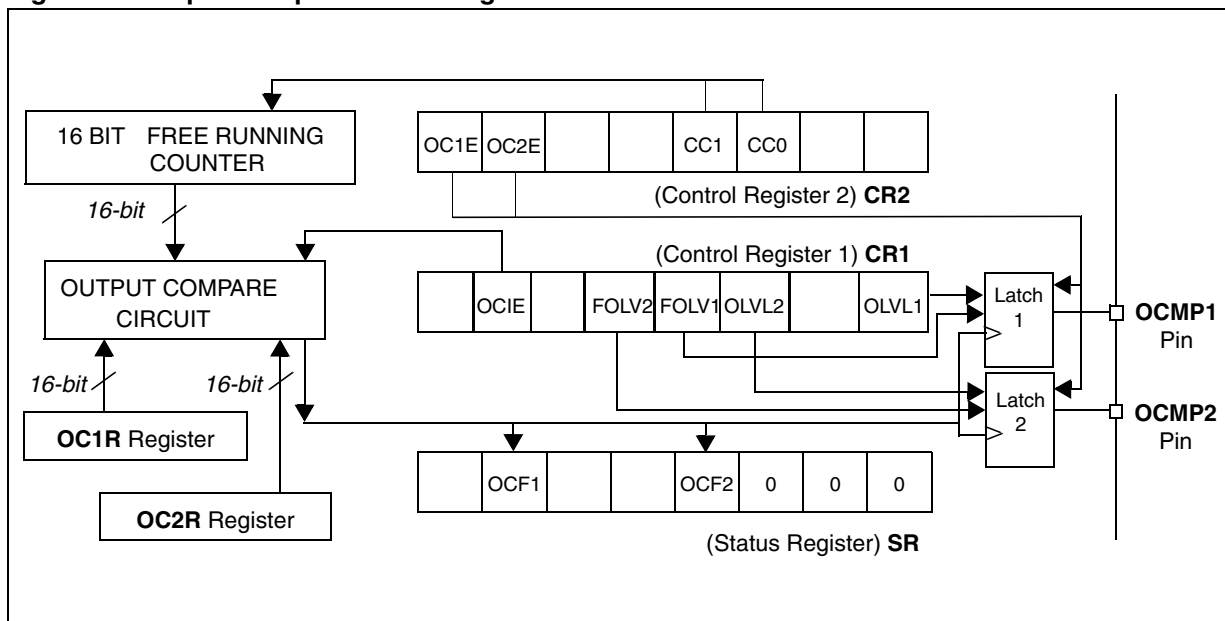 16 BIT FREE RUNNING
COUNTER
16-bit
OC1E OC2E CC1 CC0
(Control Register 2) CR2
(Control Register 1) CR1
OUTPUT COMPARE
CIRCUIT
OCIE FOLV2 FOLV1 OLVL2 OLVL1
Latch
1
OCMP1
Pin
16-bit
16-bit
Latch
2
OCMP2
Pin
OC1R Register
OCF1 OCF2 0 0 0
OC2R Register
(Status Register) SR